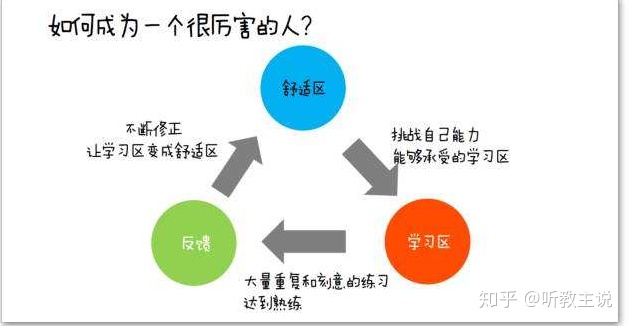 如何成为一个很厉害的人?
舒适区
不断修正
让学习区变成舒适区
挑战自己能力
能够承受的学习区
反馈
学习区
大量重复和刻意的练习
达到熟练
知乎 @听教主说